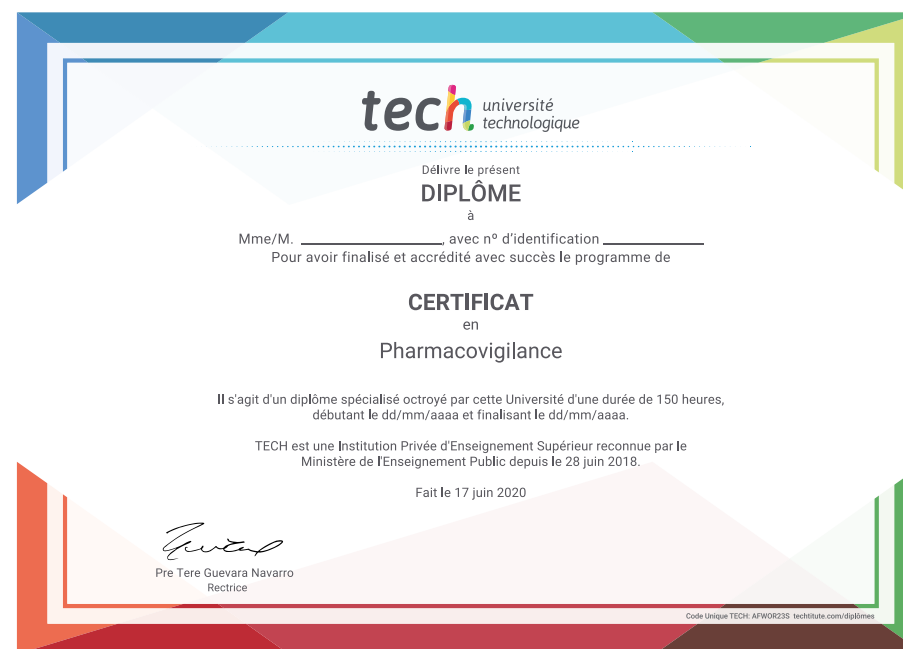 tech université
technologique
Délivre le présent
DIPLÔME
à
Mme/M. ____________________, avec nº d'identification ______________
Pour avoir finalisé et accrédité avec succès le programme de
CERTIFICAT
en
Pharmacovigilance
Il s'agit d'un diplôme spécialisé octroyé par cette Université d'une durée de 150 heures,
débutant le dd/mm/aaaa et finalisant le dd/mm/aaaa.
TECH est une Institution Privée d'Enseignement Supérieur reconnue par le
Ministère de l'Enseignement Public depuis le 28 juin 2018.
Fait le 17 juin 2020
Pre Tere Guevara Navarro
Rectrice
Code Unique TECH: AFWOR23S techtitute.com/diplômes